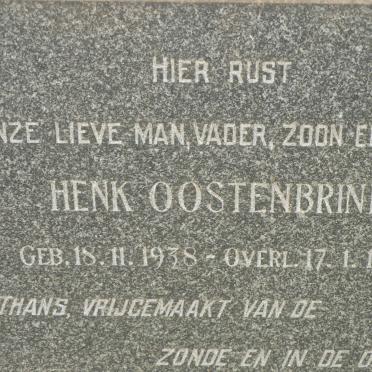 HIER RUST
NZE LIEVE MAN, VADER, ZOON E
HENK OOSTENBRIN
GEB. 18. 11. 1938 - OVERL. 17. 1. 1
THANS VRIJGEMAAKT VAN DE
ZONDE EN IN DE